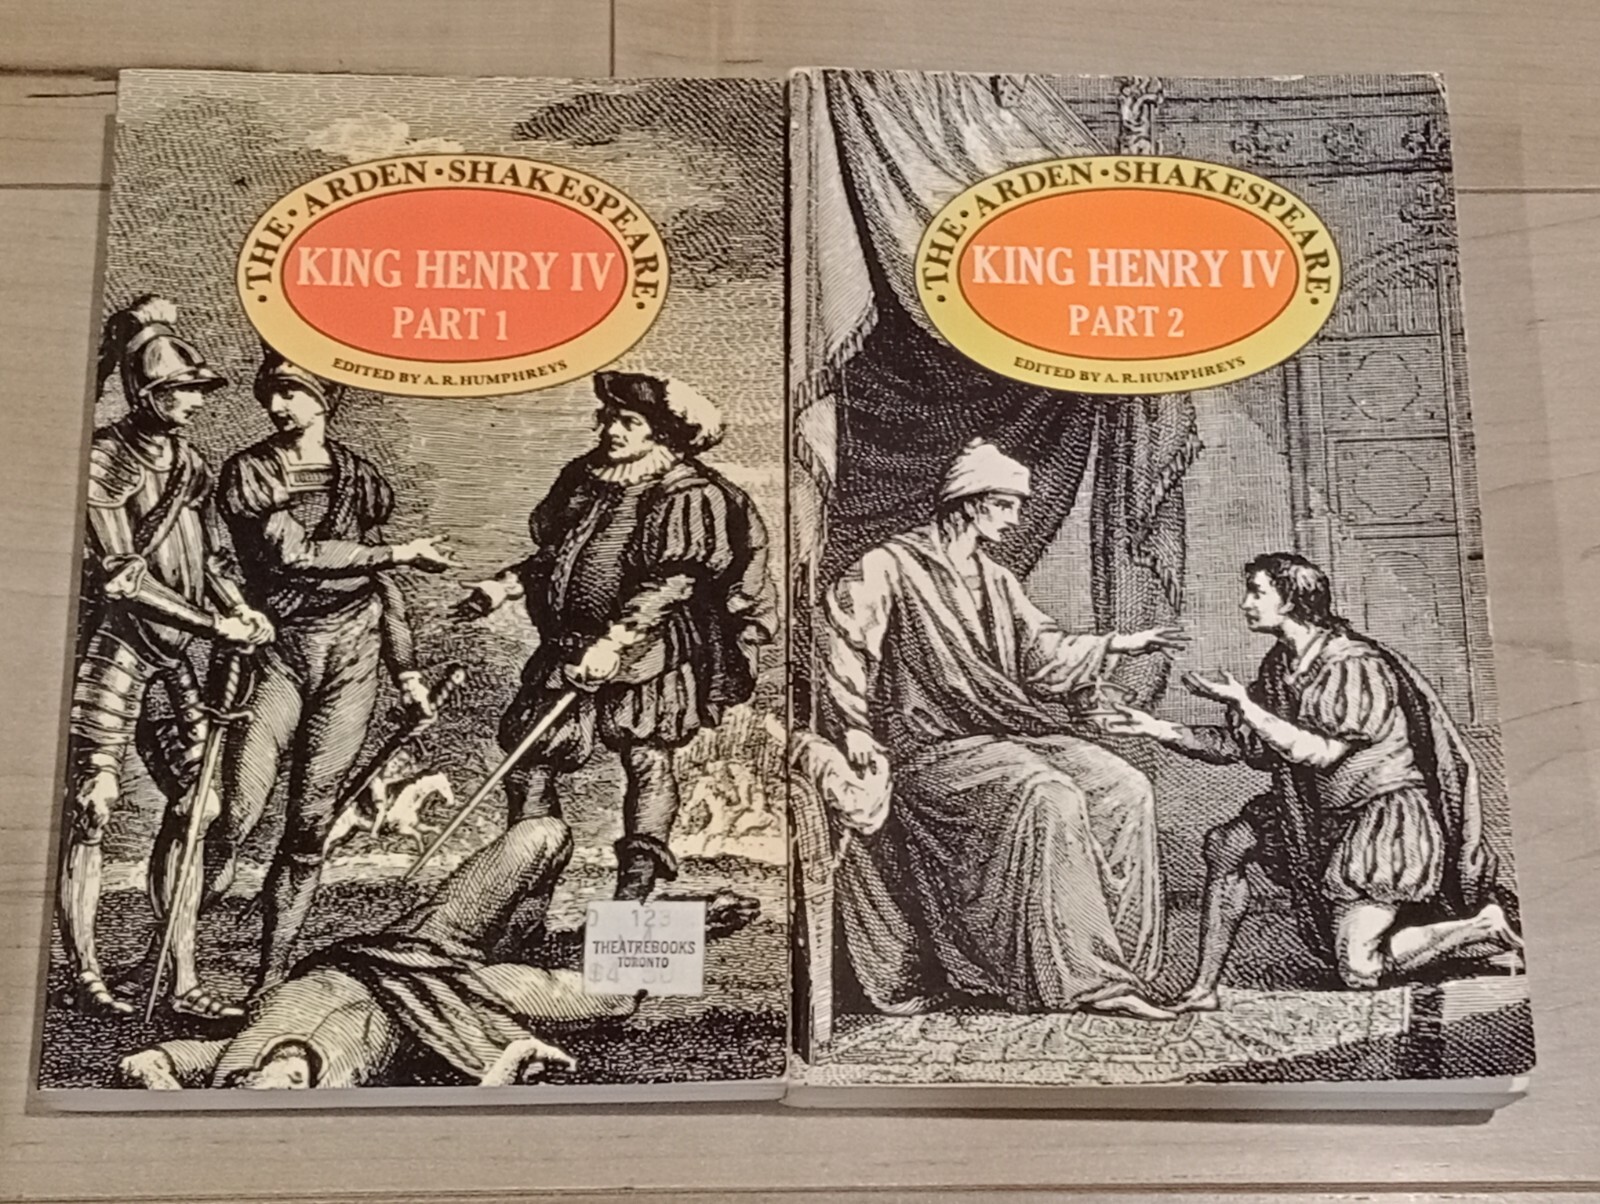 THE · ARDEN · SHAKESPEARE
KING HENRY IV
PART 1
EDITED BY A. R. HUMPHREYS
D 123
THEATREBOOKS
TORONTO
THE · ARDEN · SHAKESPEARE
KING HENRY IV
PART 2
EDITED BY A. R. HUMPHREYS